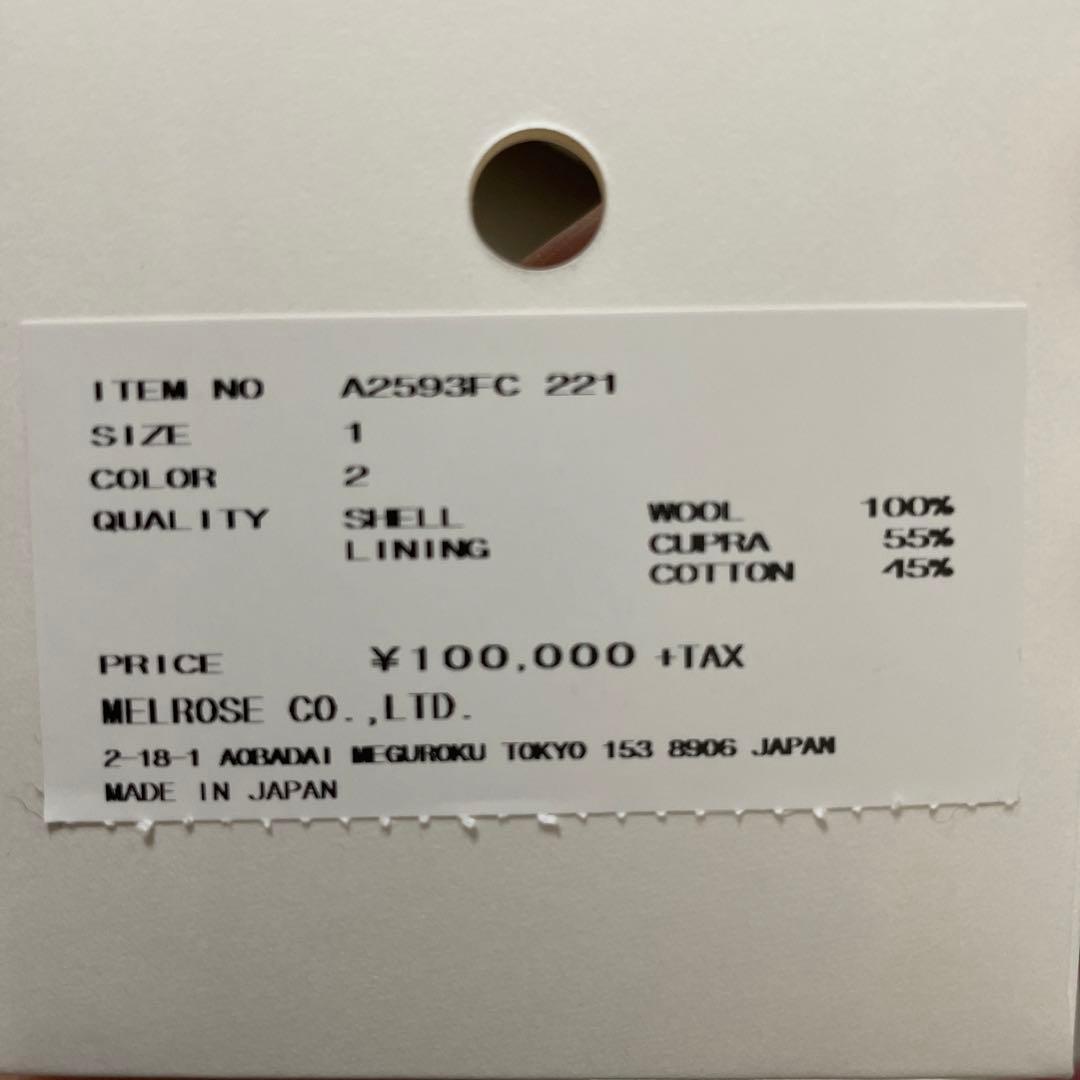 ITEM NO A2593FC 221
SIZE 1
COLOR 2
QUALITY SHELL WOOL 100%
LINING CUPRA 55%
COTTON 45%
PRICE ¥100,000 +TAX
MELROSE CO.,LTD.
2-18-1 AOBADAI MEGUROKU TOKYO 153 8906 JAPAN
MADE IN JAPAN